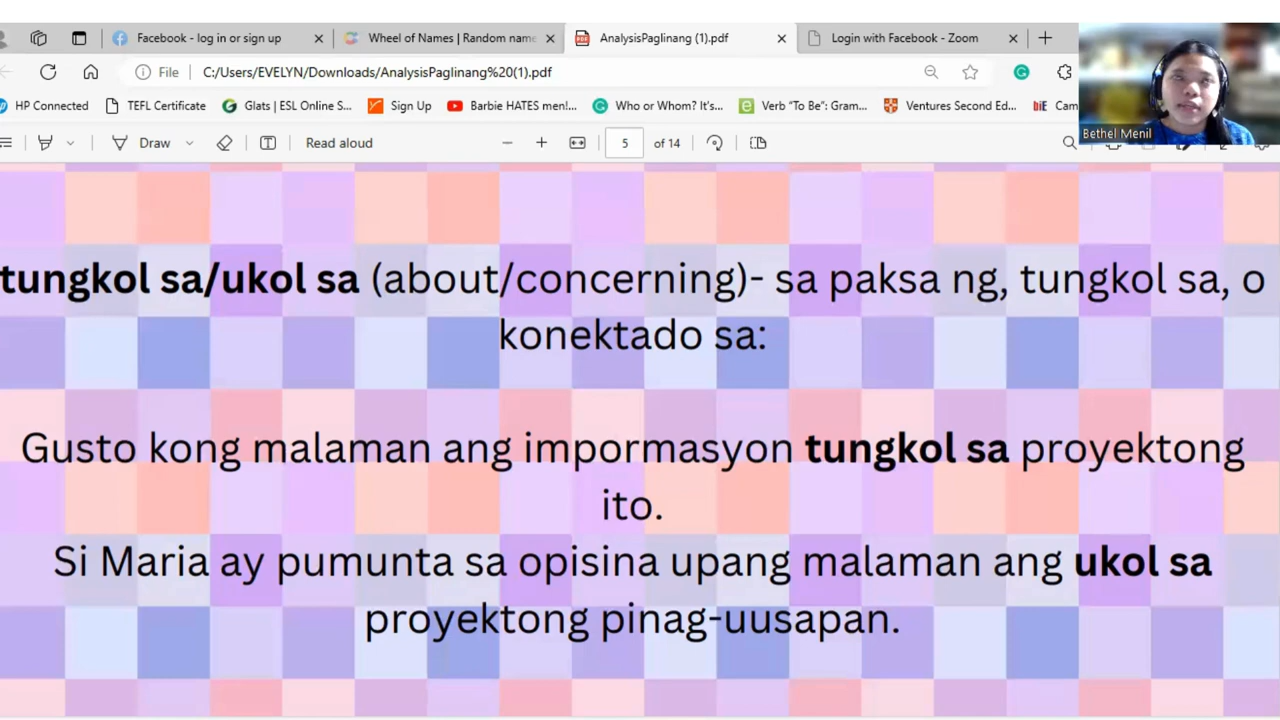 Facebook - log in or sign up
Wheel of Names | Random name
AnalysisPaglinang (1).pdf
Login with Facebook - Zoom
File
C:/Users/EVELYN/Downloads/AnalysisPaglinang%20(1).pdf
HP Connected
TEFL Certificate
Glats | ESL Online S...
Sign Up
Barbie HATES men!...
Who or Whom? It's...
Verb "To Be": Gram...
Ventures Second Ed...
Cam
Bethel Menil
Draw
Read aloud
5
of 14
tungkol sa/ukol sa (about/concerning)- sa paksa ng, tungkol sa, o
konektado sa:
Gusto kong malaman ang impormasyon tungkol sa proyektong
ito.
Si Maria ay pumunta sa opisina upang malaman ang ukol sa
proyektong pinag-uusapan.